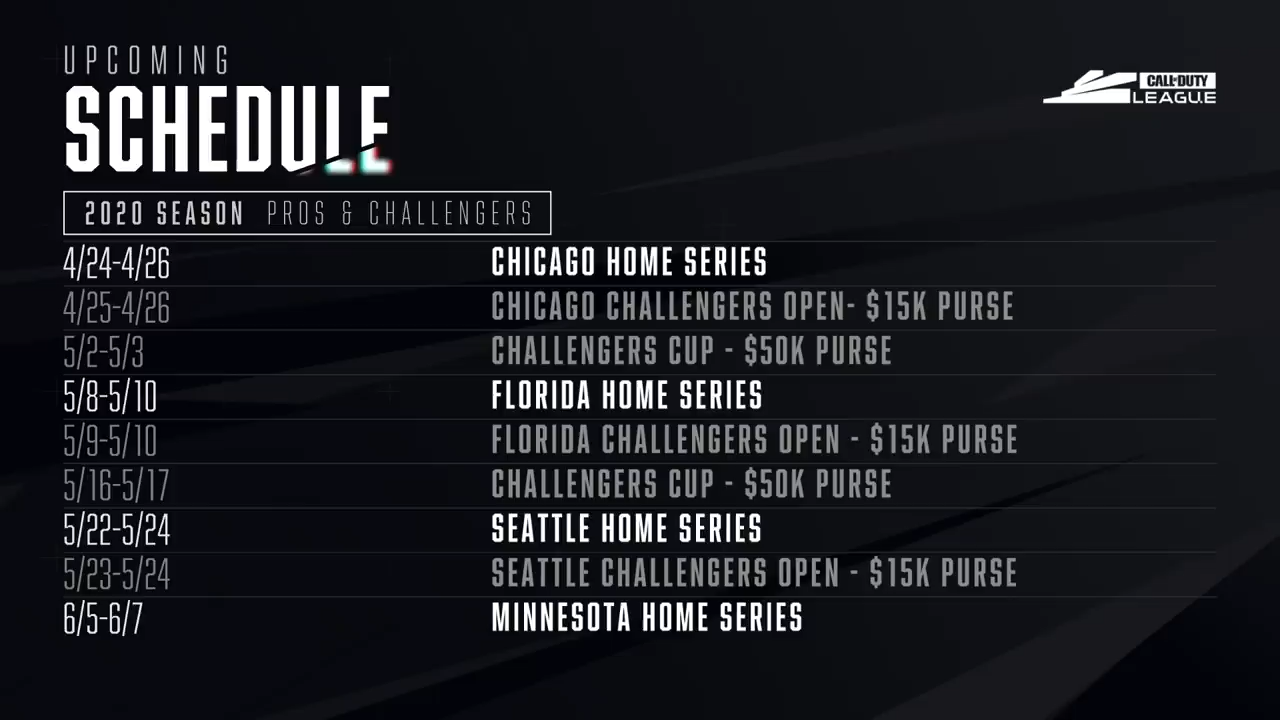 UPCOMING
SCHEDULE
CALL OF DUTY
LEAGUE
2020 SEASON PROS & CHALLENGERS
4/24-4/26 CHICAGO HOME SERIES
4/25-4/26 CHICAGO CHALLENGERS OPEN- $15K PURSE
5/2-5/3 CHALLENGERS CUP - $50K PURSE
5/8-5/10 FLORIDA HOME SERIES
5/9-5/10 FLORIDA CHALLENGERS OPEN - $15K PURSE
5/16-5/17 CHALLENGERS CUP - $50K PURSE
5/22-5/24 SEATTLE HOME SERIES
5/23-5/24 SEATTLE CHALLENGERS OPEN - $15K PURSE
6/5-6/7 MINNESOTA HOME SERIES